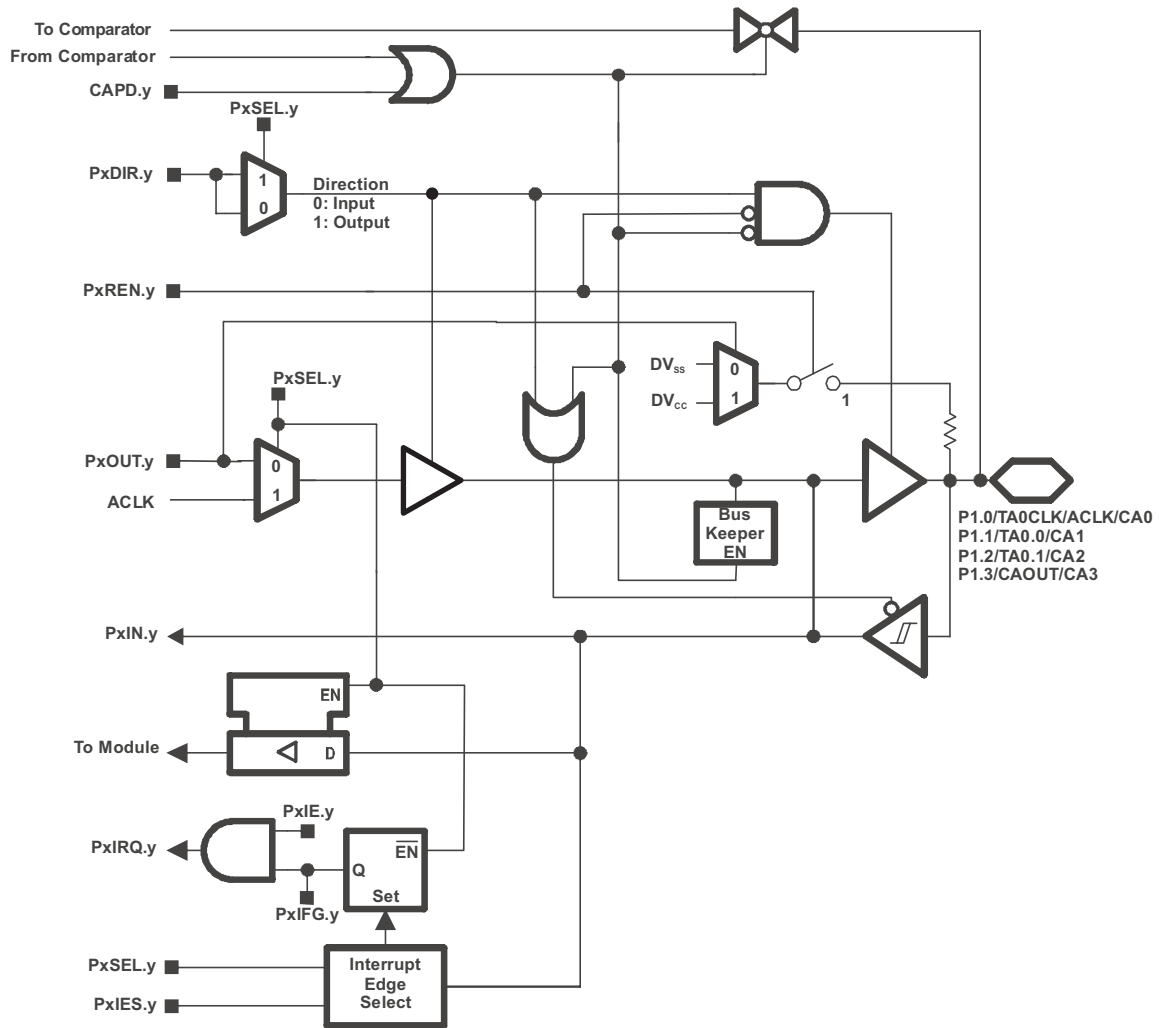 To Comparator
From Comparator
CAPD.y
PxSEL.y
PxDIR.y
1
0
Direction
0: Input
1: Output
PxREN.y
PxSEL.y
DVSS
DVCC
0
1
1
PxOUT.y
ACLK
0
1
Bus
Keeper
EN
P1.0/TA0CLK/ACLK/CA0
P1.1/TA0.0/CA1
P1.2/TA0.1/CA2
P1.3/CAOUT/CA3
PxIN.y
EN
To Module
D
PxIE.y
PxIRQ.y
EN
Q
Set
PxIFG.y
PxSEL.y
PxIES.y
Interrupt
Edge
Select